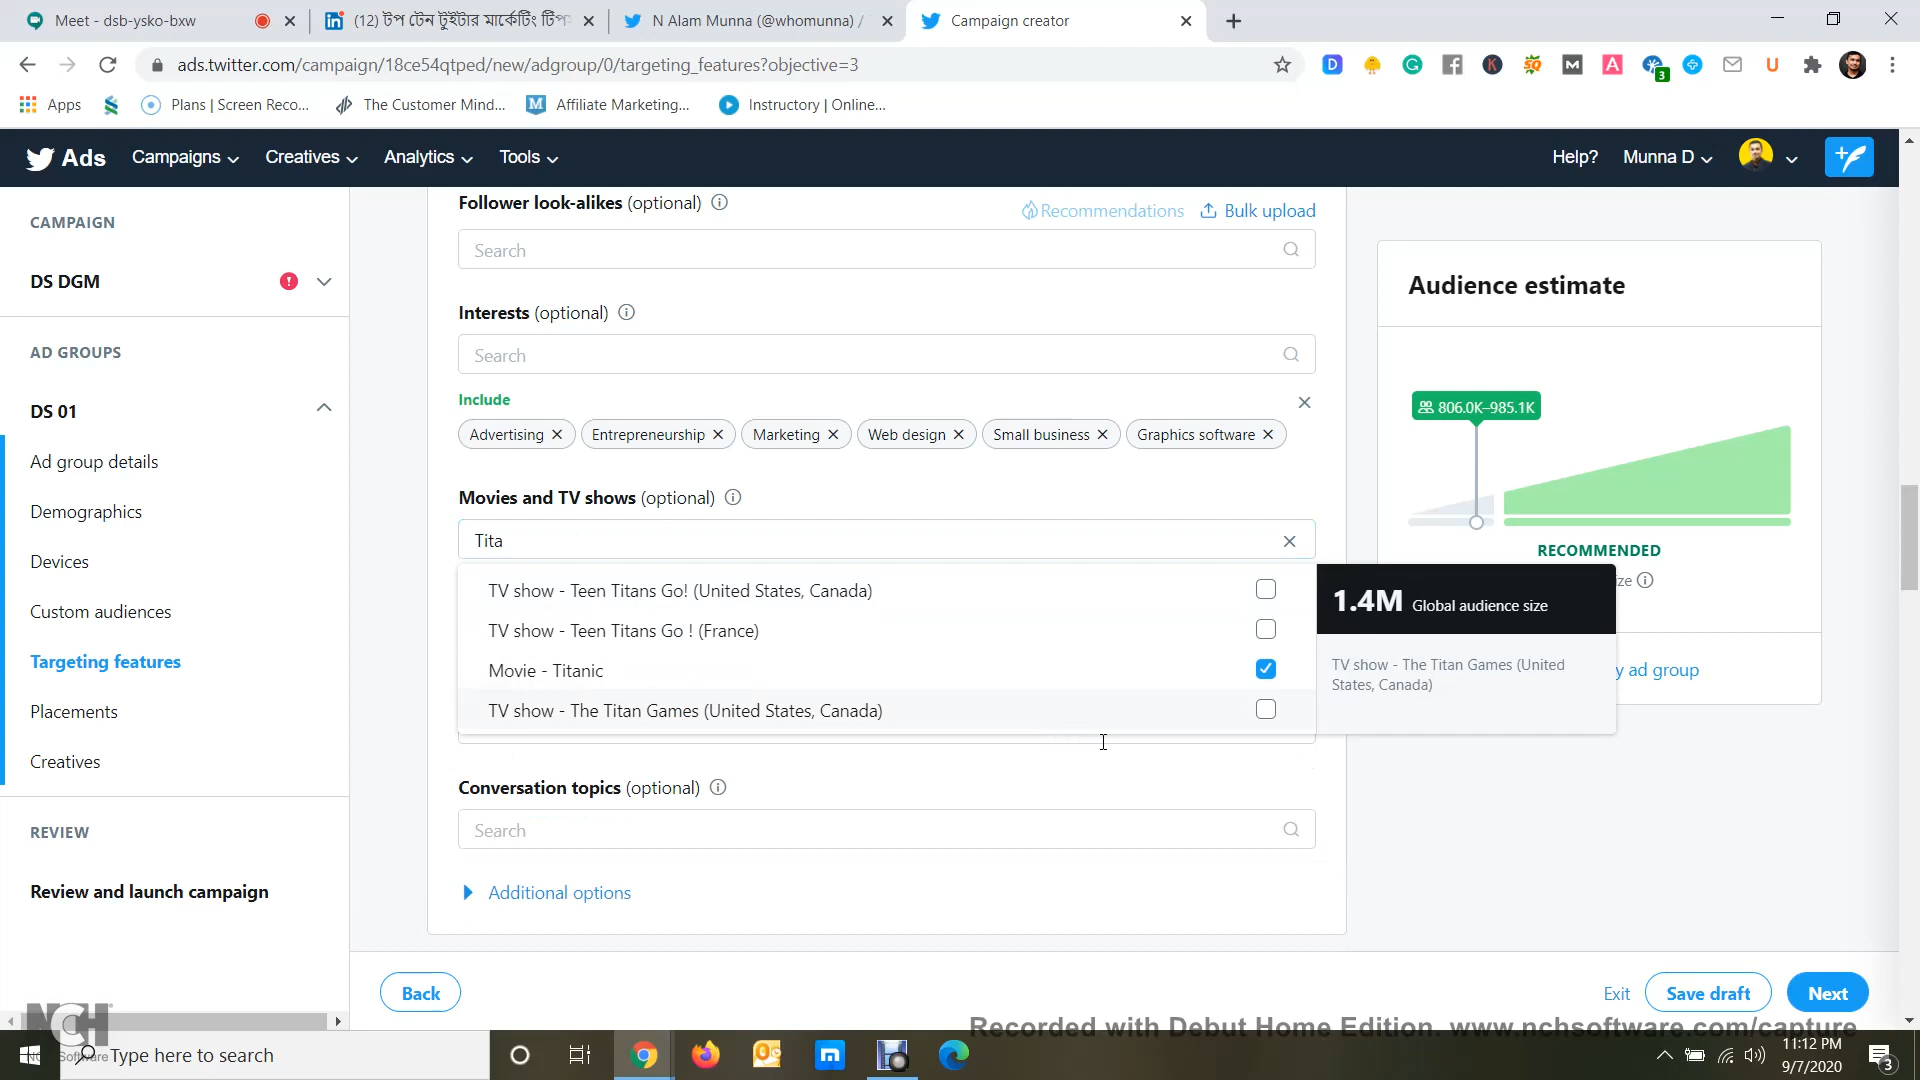 Meet - dsb-ysko-bxw
(12) টপ টেন টুইটার মার্কেটিং টিপস
N Alam Munna (@whomunna) /
Campaign creator
ads.twitter.com/campaign/18ce54qtped/new/adgroup/0/targeting_features?objective=3
Apps
Plans | Screen Reco...
The Customer Mind...
Affiliate Marketing...
Instructory | Online...
Ads
Campaigns
Creatives
Analytics
Tools
Help?
Munna D
CAMPAIGN
DS DGM
AD GROUPS
DS 01
Ad group details
Demographics
Devices
Custom audiences
Targeting features
Placements
Creatives
REVIEW
Review and launch campaign
Follower look-alikes (optional)
Recommendations
Bulk upload
Search
Interests (optional)
Search
Include
Advertising
Entrepreneurship
Marketing
Web design
Small business
Graphics software
Movies and TV shows (optional)
Tita
TV show - Teen Titans Go! (United States, Canada)
TV show - Teen Titans Go ! (France)
Movie - Titanic
TV show - The Titan Games (United States, Canada)
1.4M Global audience size
TV show - The Titan Games (United
States, Canada)
Conversation topics (optional)
Search
Additional options
Audience estimate
806.0K–985.1K
RECOMMENDED
ze
y ad group
Back
Exit
Save draft
Next
NCH
Software
Recorded with Debut Home Edition. www.nchsoftware.com/capture
Type here to search
11:12 PM
9/7/2020
3